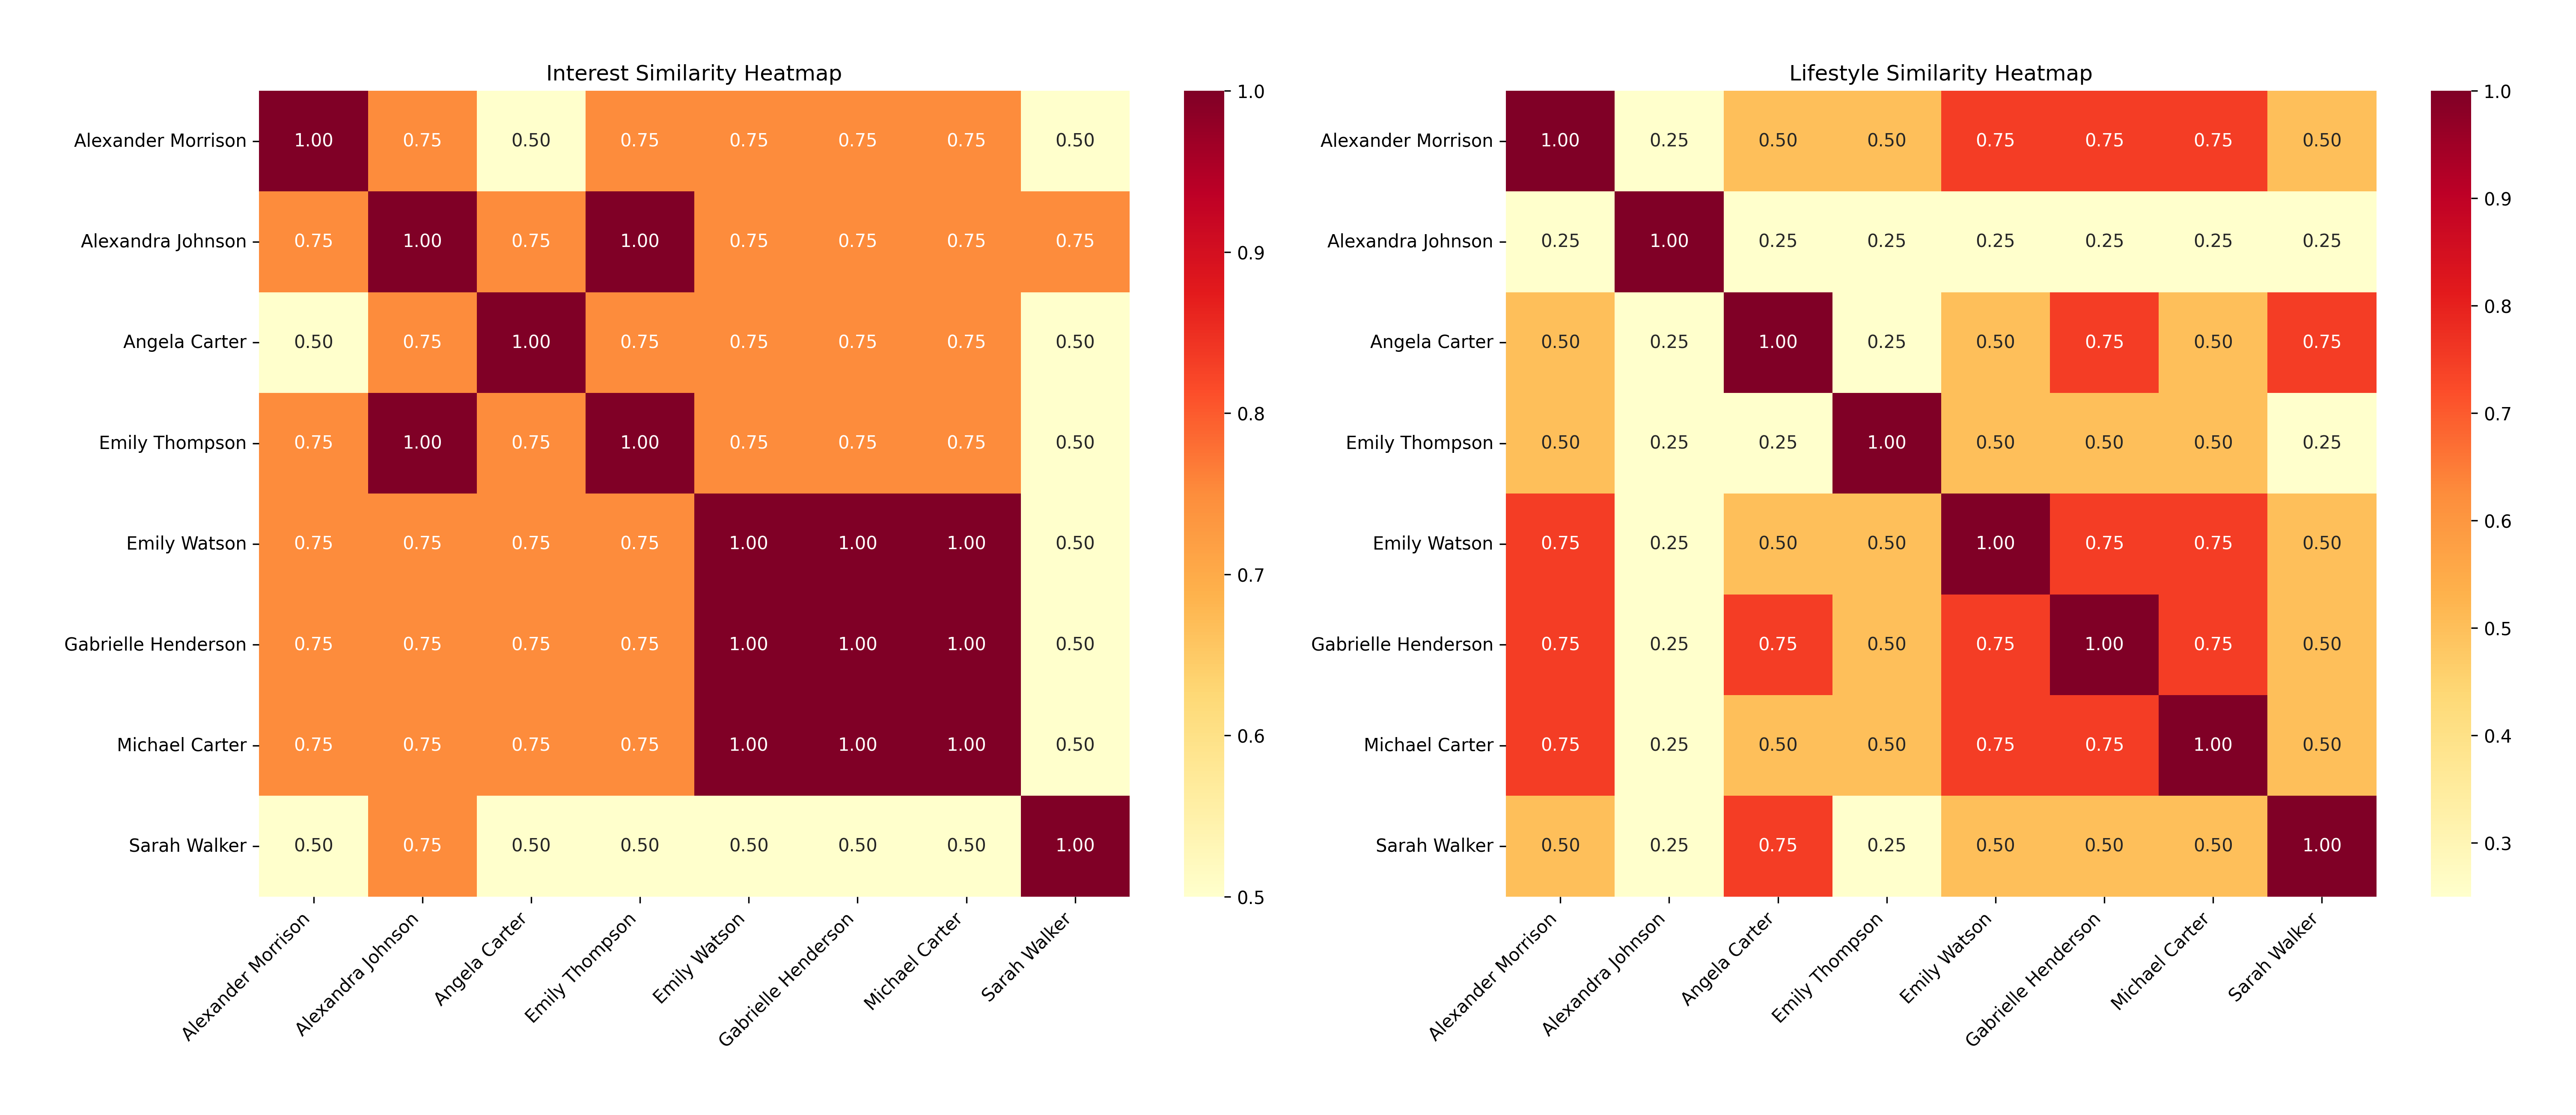 Interest Similarity Heatmap
Alexander Morrison 1.00 0.75 0.50 0.75 0.75 0.75 0.75 0.50
Alexandra Johnson 0.75 1.00 0.75 1.00 0.75 0.75 0.75 0.75
Angela Carter 0.50 0.75 1.00 0.75 0.75 0.75 0.75 0.50
Emily Thompson 0.75 1.00 0.75 1.00 0.75 0.75 0.75 0.50
Emily Watson 0.75 0.75 0.75 0.75 1.00 1.00 1.00 0.50
Gabrielle Henderson 0.75 0.75 0.75 0.75 1.00 1.00 1.00 0.50
Michael Carter 0.75 0.75 0.75 0.75 1.00 1.00 1.00 0.50
Sarah Walker 0.50 0.75 0.50 0.50 0.50 0.50 0.50 1.00
Alexander Morrison
Alexandra Johnson
Angela Carter
Emily Thompson
Emily Watson
Gabrielle Henderson
Michael Carter
Sarah Walker
1.0
0.9
0.8
0.7
0.6
0.5
Lifestyle Similarity Heatmap
Alexander Morrison 1.00 0.25 0.50 0.50 0.75 0.75 0.75 0.50
Alexandra Johnson 0.25 1.00 0.25 0.25 0.25 0.25 0.25 0.25
Angela Carter 0.50 0.25 1.00 0.25 0.50 0.75 0.50 0.75
Emily Thompson 0.50 0.25 0.25 1.00 0.50 0.50 0.50 0.25
Emily Watson 0.75 0.25 0.50 0.50 1.00 0.75 0.75 0.50
Gabrielle Henderson 0.75 0.25 0.75 0.50 0.75 1.00 0.75 0.50
Michael Carter 0.75 0.25 0.50 0.50 0.75 0.75 1.00 0.50
Sarah Walker 0.50 0.25 0.75 0.25 0.50 0.50 0.50 1.00
Alexander Morrison
Alexandra Johnson
Angela Carter
Emily Thompson
Emily Watson
Gabrielle Henderson
Michael Carter
Sarah Walker
1.0
0.9
0.8
0.7
0.6
0.5
0.4
0.3